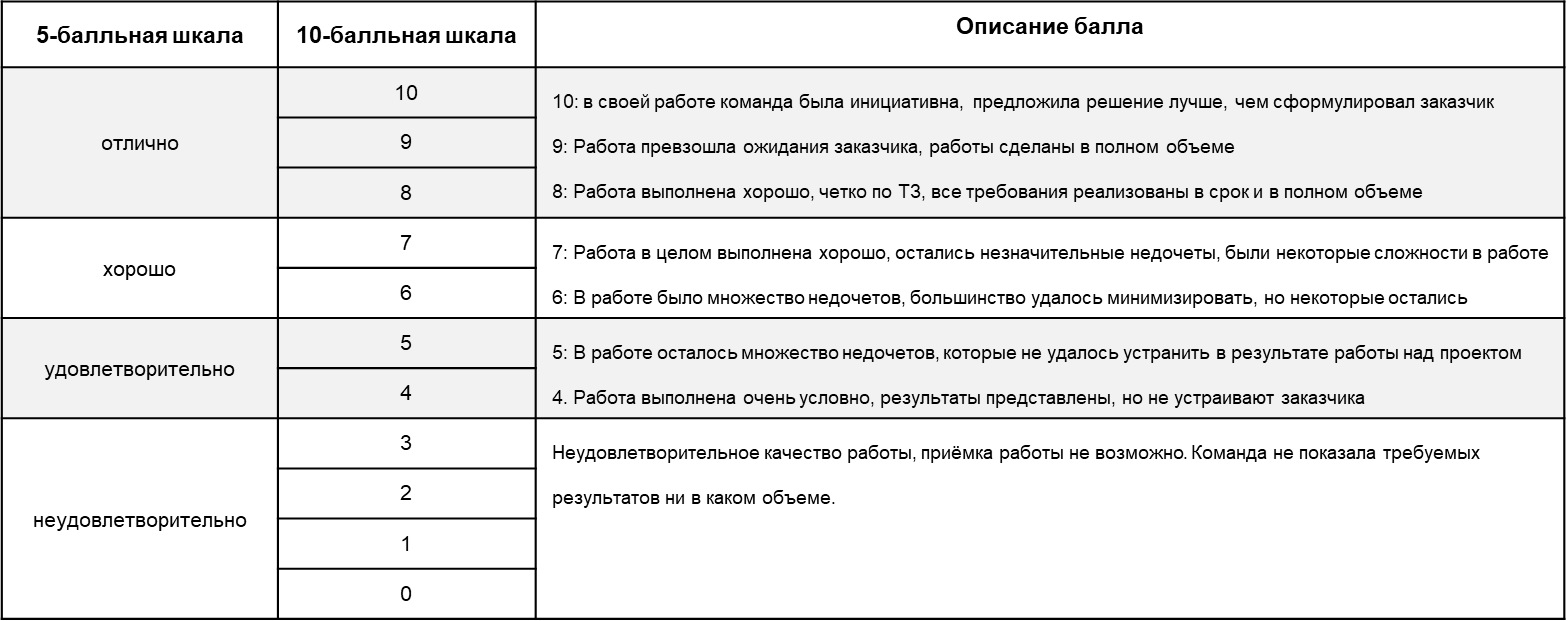 5-балльная шкала 10-балльная шкала Описание балла
отлично
10
9
8
10: в своей работе команда была инициативна, предложила решение лучше, чем сформулировал заказчик
9: Работа превзошла ожидания заказчика, работы сделаны в полном объеме
8: Работа выполнена хорошо, четко по ТЗ, все требования реализованы в срок и в полном объеме
хорошо
7
6
7: Работа в целом выполнена хорошо, остались незначительные недочеты, были некоторые сложности в работе
6: В работе было множество недочетов, большинство удалось минимизировать, но некоторые остались
удовлетворительно
5
4
5: В работе осталось множество недочетов, которые не удалось устранить в результате работы над проектом
4. Работа выполнена очень условно, результаты представлены, но не устраивают заказчика
неудовлетворительно
3
2
1
0
Неудовлетворительное качество работы, приёмка работы не возможно. Команда не показала требуемых
результатов ни в каком объеме.